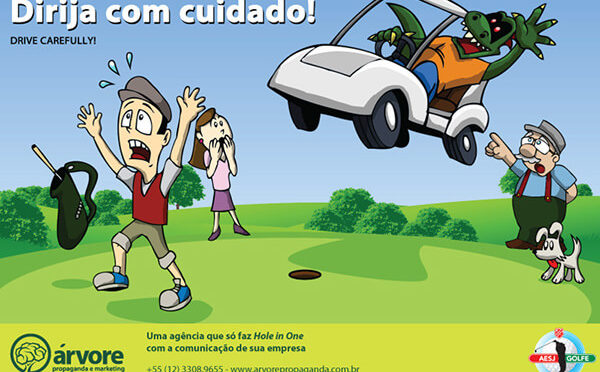 Dirija com cuidado!
DRIVE CAREFULLY!
Uma agência que só faz Hole in One
com a comunicação de sua empresa
+55 (12) 3308.9655 - www.arvorepropaganda.com.br
árvore
propaganda e marketing
AESJ GOLFE